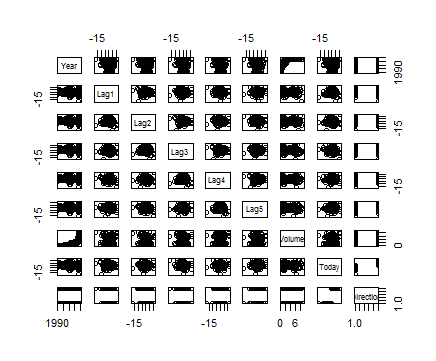 -15 -15 -15 -15
Year 1990
-15 Lag1
Lag2 -15
-15 Lag3
Lag4 -15
-15 Lag5
Volume 0
-15 Today
Direction 1.0
1990 -15 -15 0 6 1.0